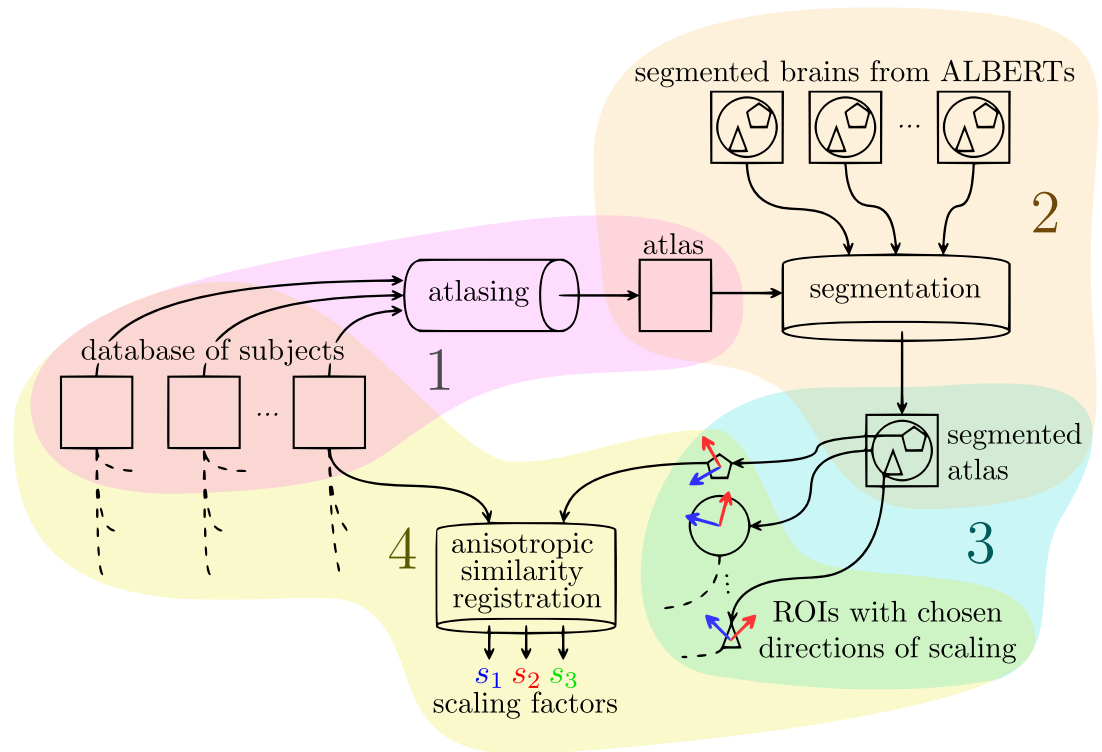 segmented brains from ALBERTs
...
2
atlas
atlasing
segmentation
database of subjects
1
...
segmented
atlas
3
4
anisotropic
similarity
registration
ROIs with chosen
directions of scaling
s1 s2 s3
scaling factors